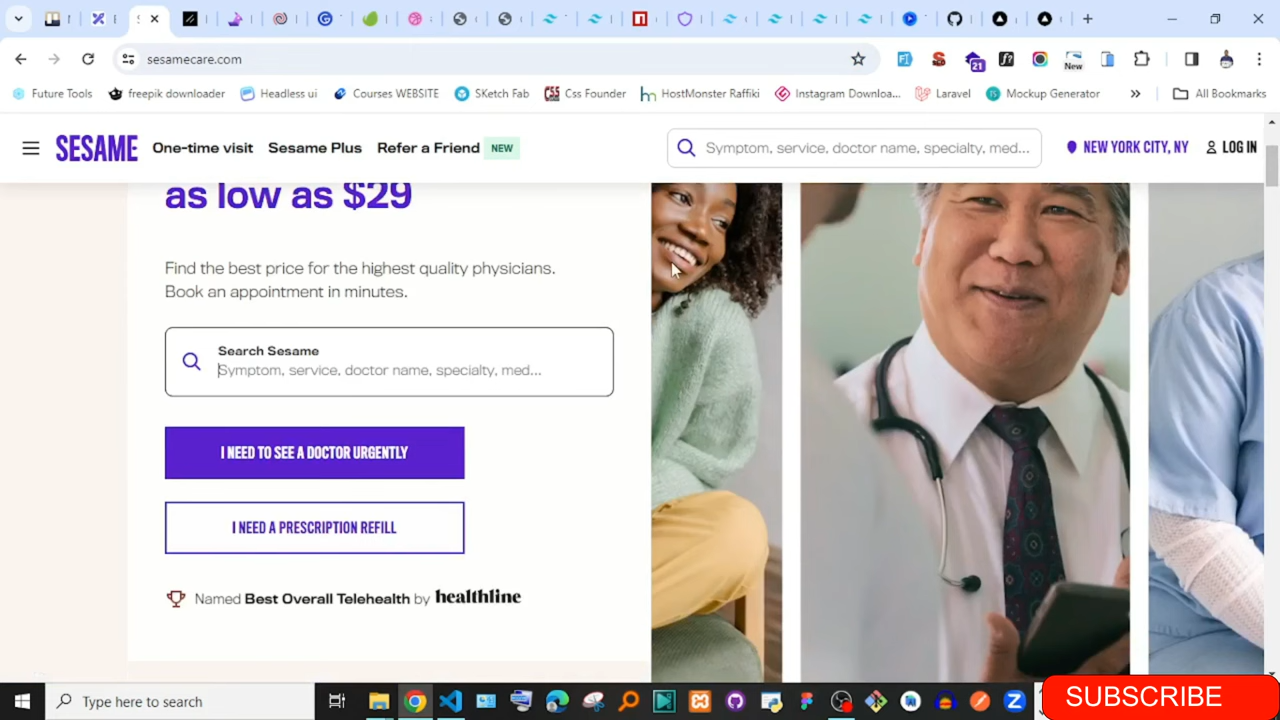 sesamecare.com
New
21
Future Tools
freepik downloader
Headless ui
Courses WEBSITE
SKetch Fab
Css Founder
HostMonster Raffiki
Instagram Downloa...
Laravel
Mockup Generator
All Bookmarks
SESAME
One-time visit
Sesame Plus
Refer a Friend
NEW
Symptom, service, doctor name, specialty, med...
NEW YORK CITY, NY
LOG IN
as low as $29
Find the best price for the highest quality physicians.
Book an appointment in minutes.
Search Sesame
Symptom, service, doctor name, specialty, med...
I NEED TO SEE A DOCTOR URGENTLY
I NEED A PRESCRIPTION REFILL
Named Best Overall Telehealth by healthline
Type here to search
SUBSCRIBE